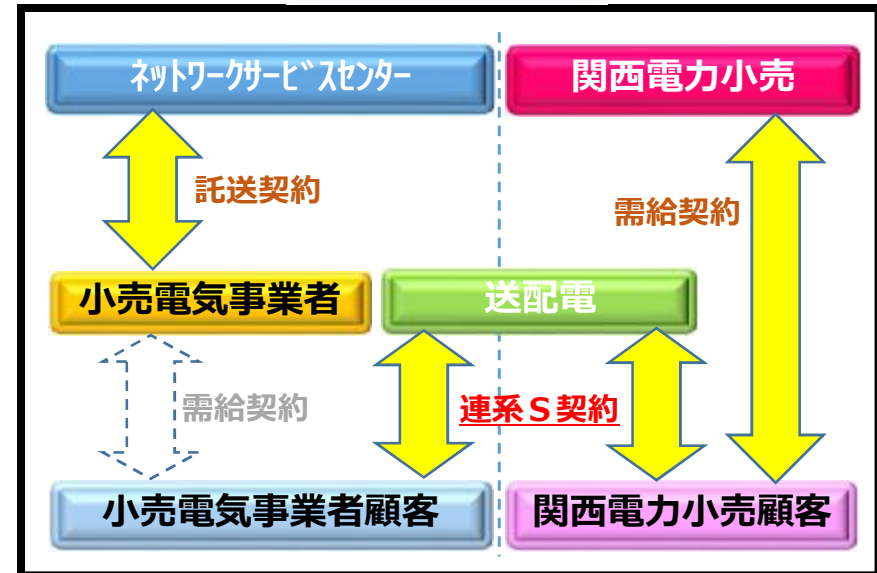 ﾈｯﾄﾜｰｸｻｰﾋﾞｽｾﾝﾀｰ
関西電力小売
託送契約
需給契約
小売電気事業者
送配電
需給契約
連系Ｓ契約
小売電気事業者顧客
関西電力小売顧客